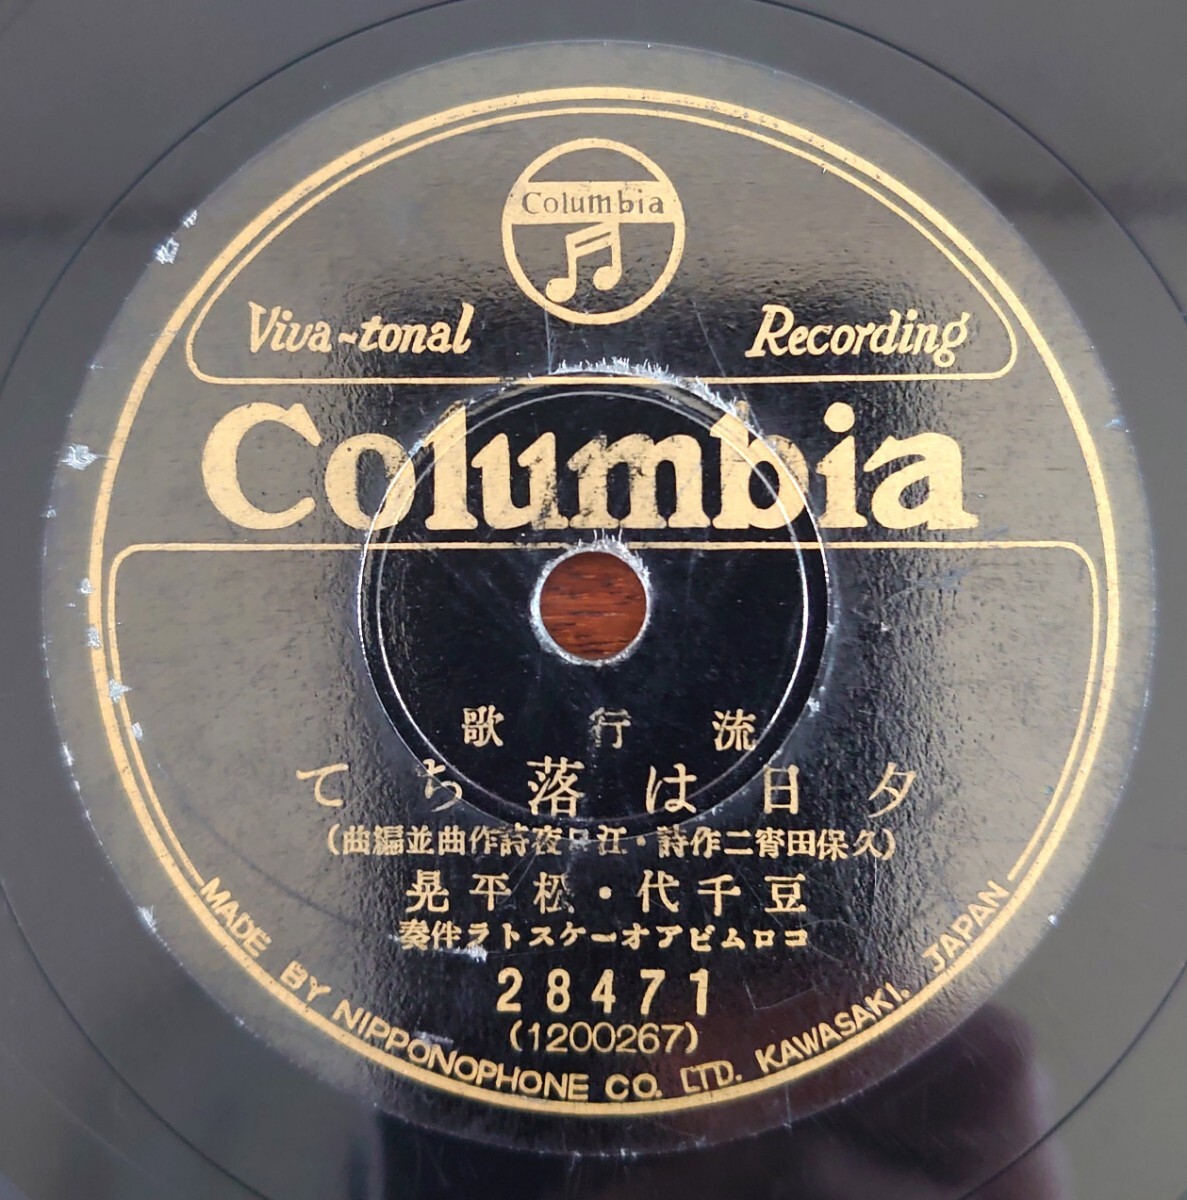 Columbia
Viva-tonal Recording
Columbia
流行歌
夕日は落ちて
(久保田宵二作詩・江口夜詩作曲並編曲)
豆千代・松平晃
コロムビアオーケストラ伴奏
28471
(1200267)
MADE BY NIPPONOPHONE CO. LTD. KAWASAKI. JAPAN